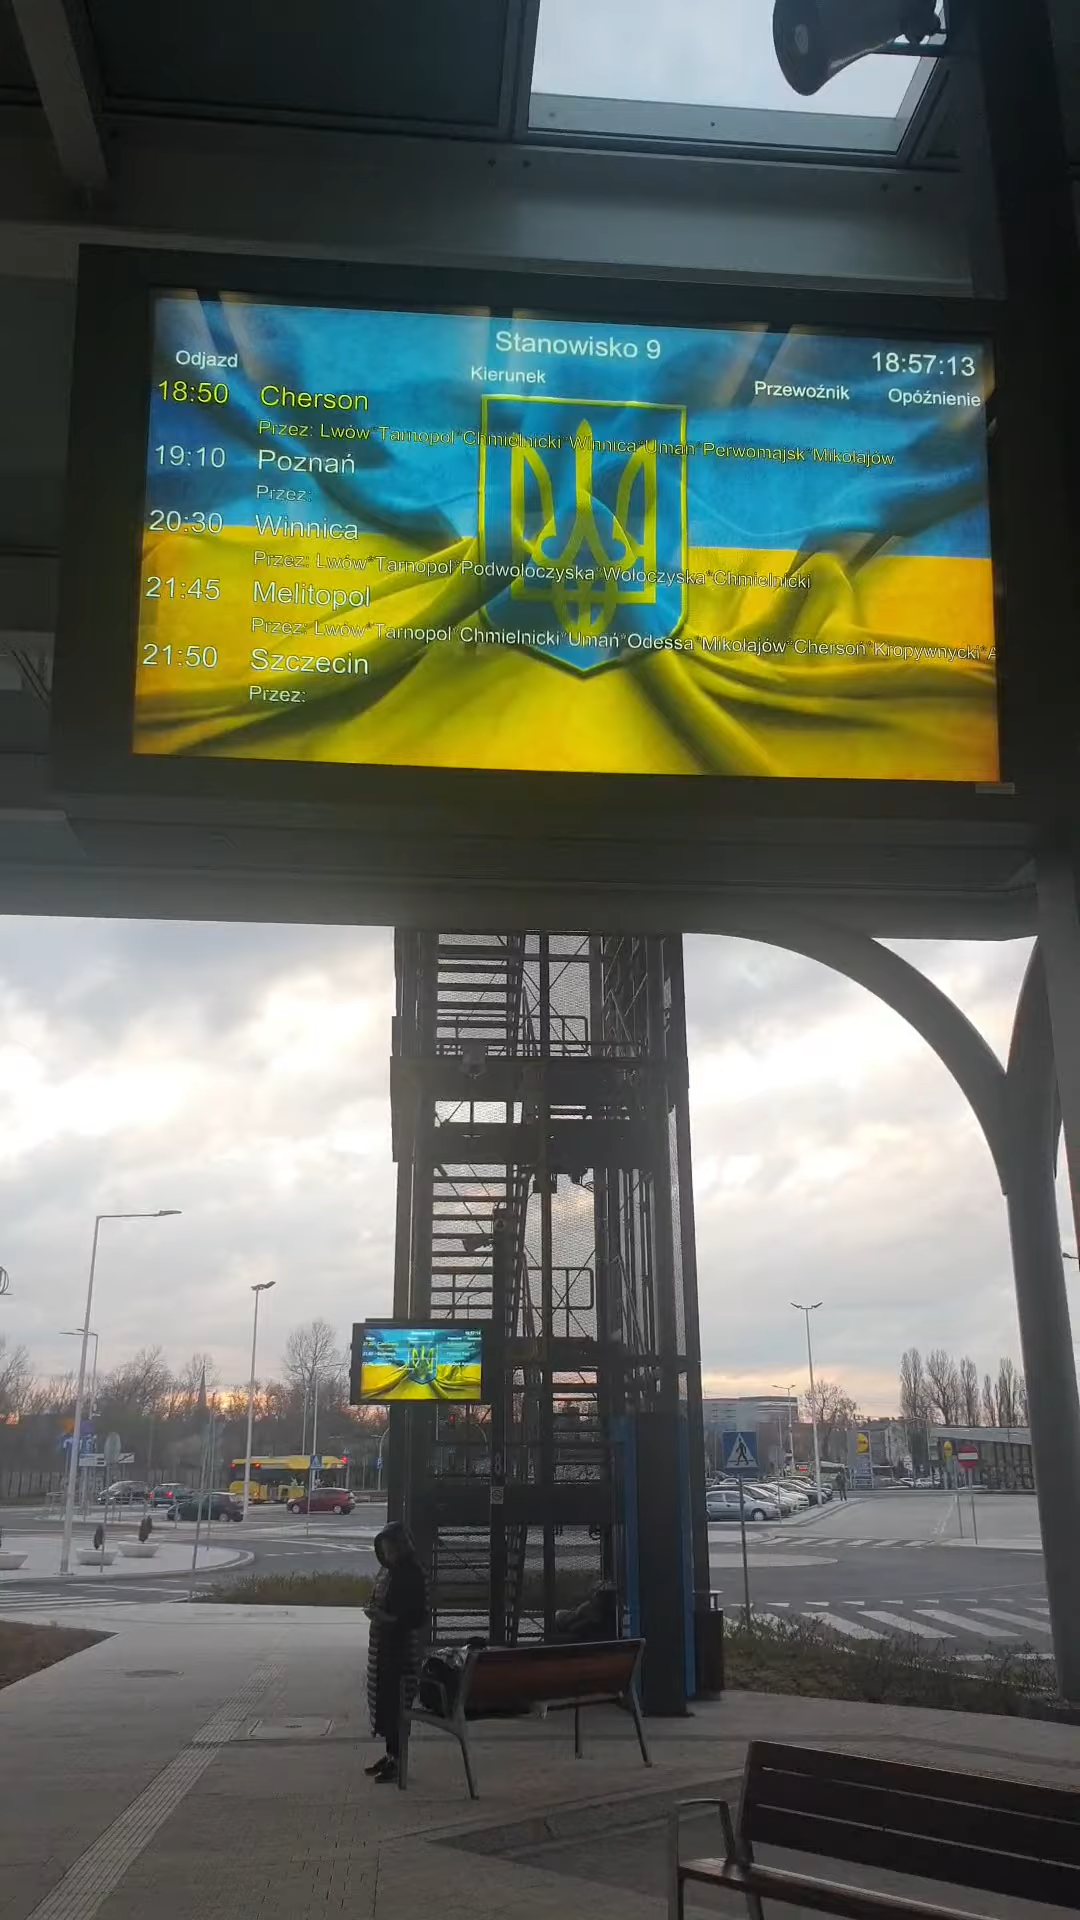 Stanowisko 9
18:57:13
Odjazd Kierunek Przewoźnik Opóźnienie
18:50 Cherson
Przez: Lwów*Tarnopol*Chmielnicki*Winnica*Umań*Perwomajsk*Mikołajów
19:10 Poznań
Przez:
20:30 Winnica
Przez: Lwów*Tarnopol*Podwołoczyska*Wołoczyska*Chmielnicki
21:45 Melitopol
Przez: Lwów*Tarnopol*Chmielnicki*Umań*Odessa*Mikołajów*Chersoń*Kropywnycki*
21:50 Szczecin
Przez: